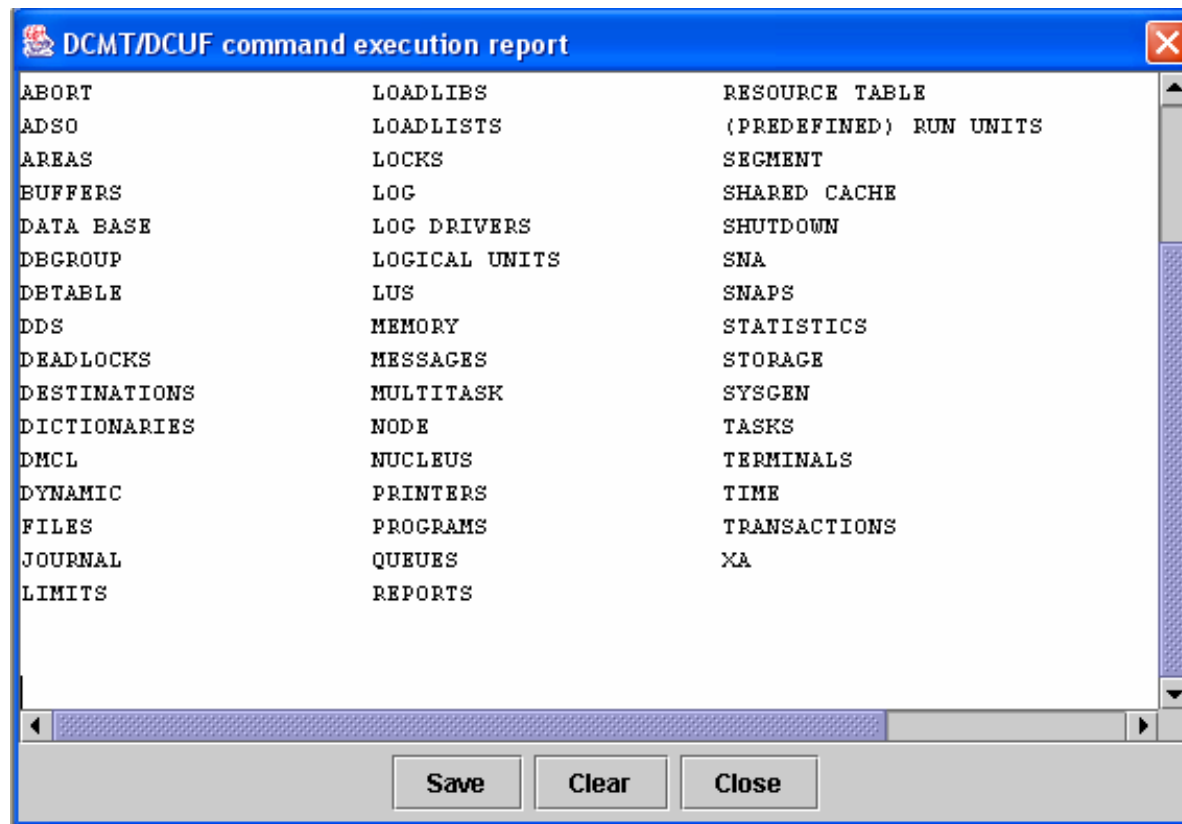 DCMT/DCUF command execution report
ABORT LOADLIBS RESOURCE TABLE
ADSO LOADLISTS (PREDEFINED) RUN UNITS
AREAS LOCKS SEGMENT
BUFFERS LOG SHARED CACHE
DATA BASE LOG DRIVERS SHUTDOWN
DBGROUP LOGICAL UNITS SNA
DBTABLE LUS SNAPS
DDS MEMORY STATISTICS
DEADLOCKS MESSAGES STORAGE
DESTINATIONS MULTITASK SYSGEN
DICTIONARIES NODE TASKS
DMCL NUCLEUS TERMINALS
DYNAMIC PRINTERS TIME
FILES PROGRAMS TRANSACTIONS
JOURNAL QUEUES XA
LIMITS REPORTS
Save Clear Close